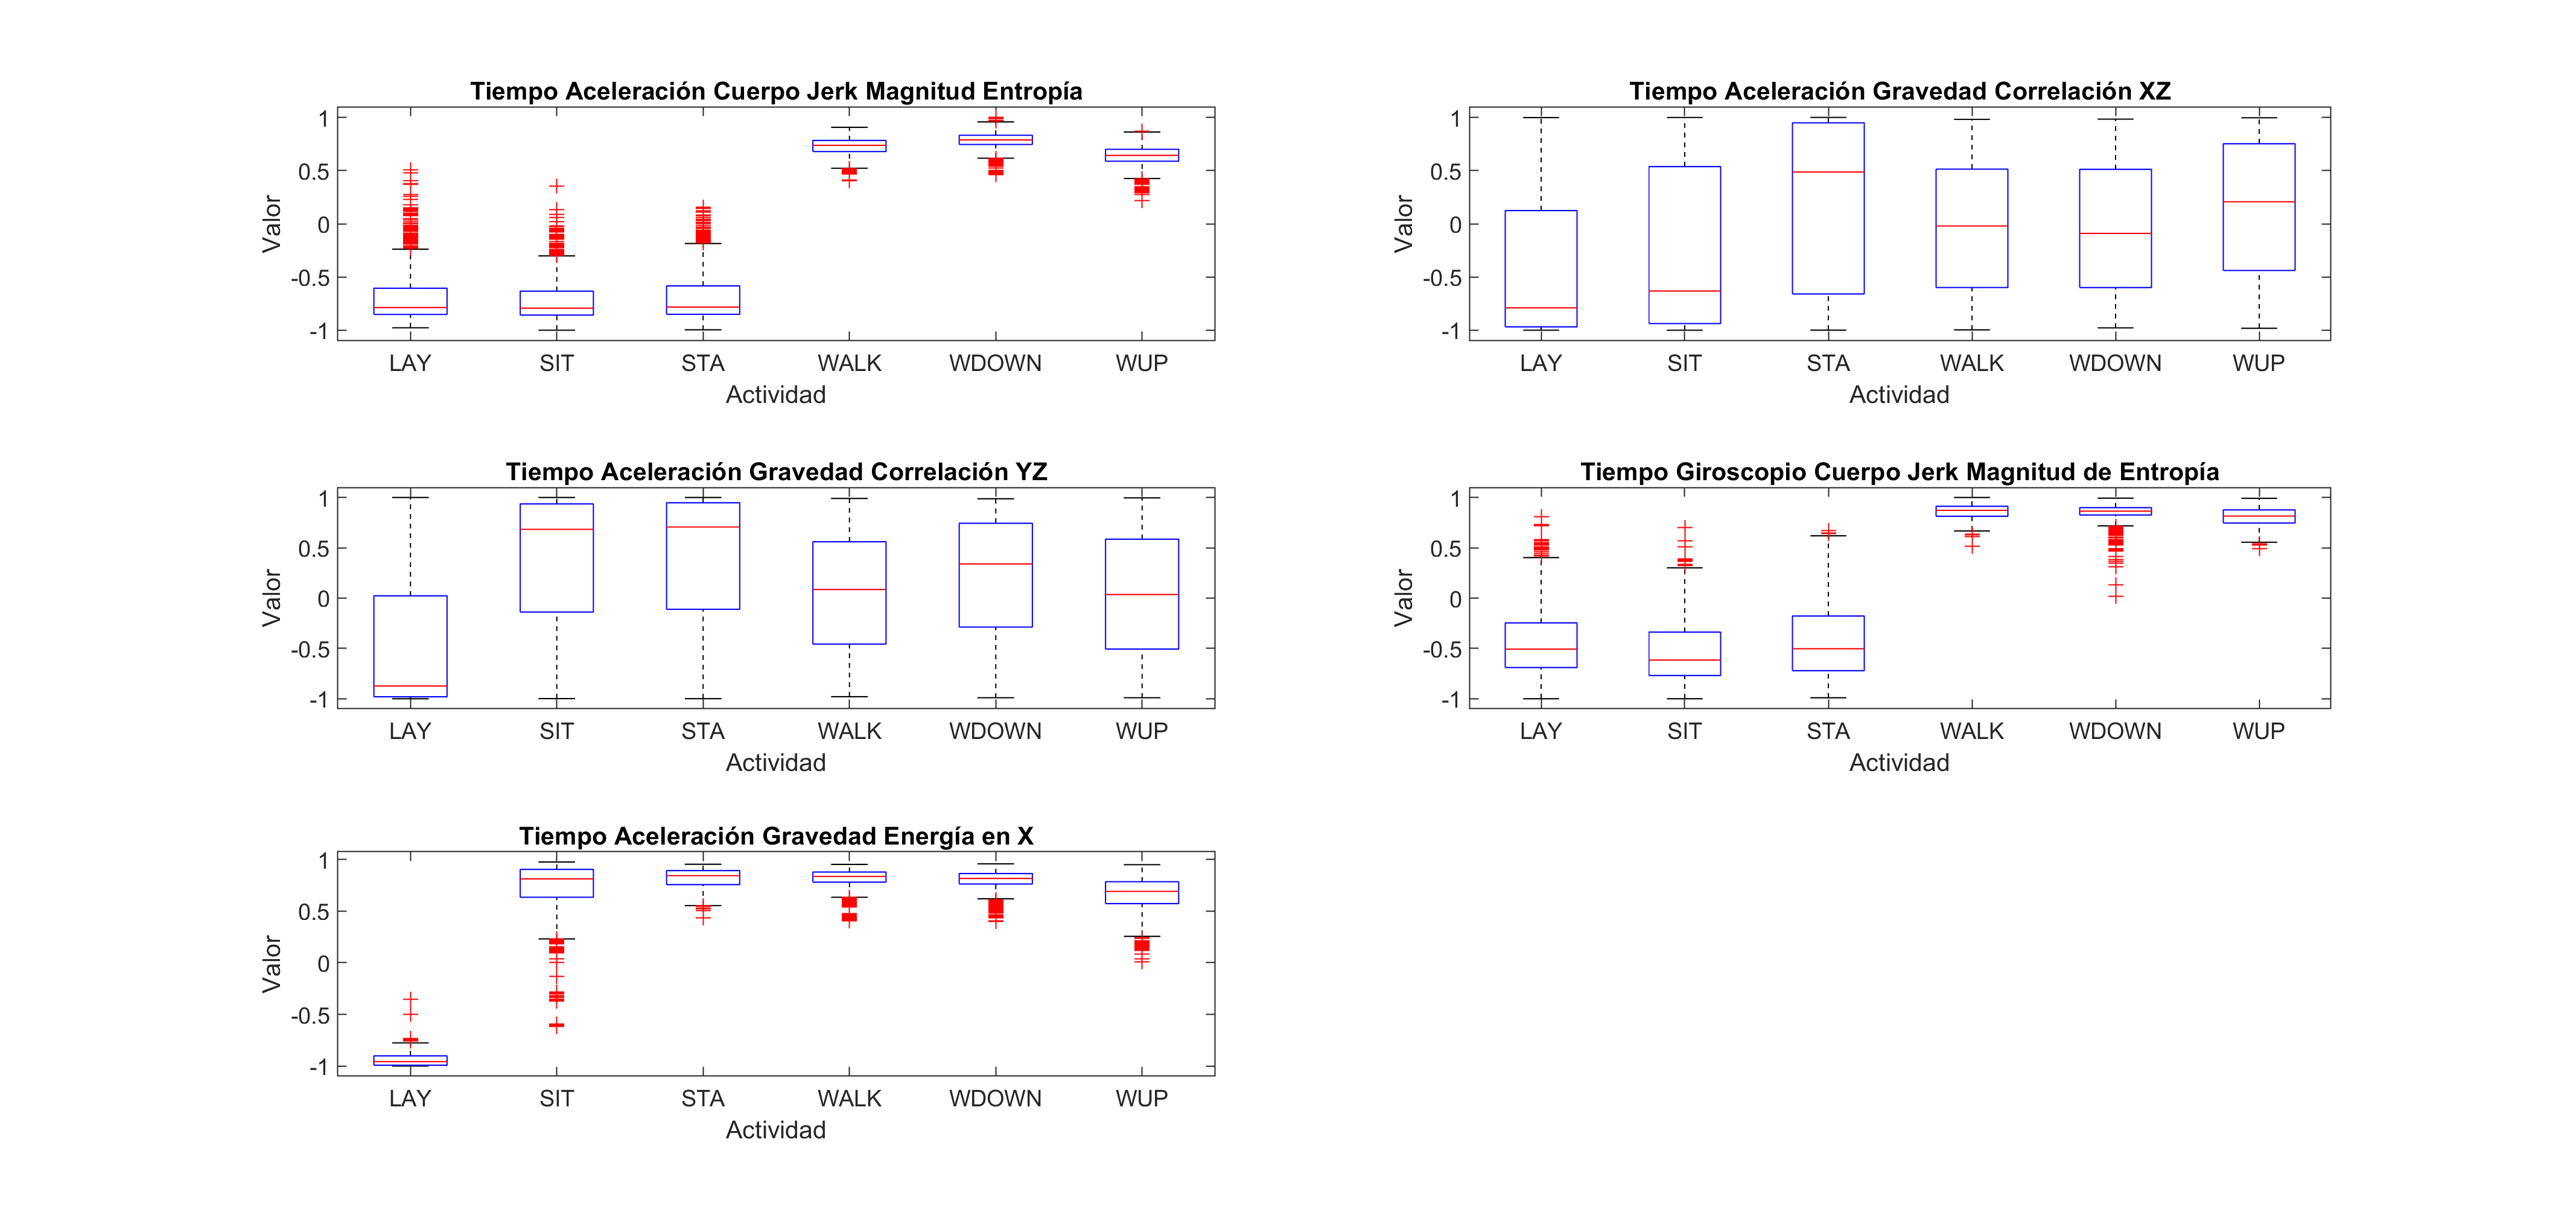 Tiempo Aceleración Cuerpo Jerk Magnitud Entropía
1
0.5
0
-0.5
-1
Valor
LAY SIT STA WALK WDOWN WUP
Actividad
Tiempo Aceleración Gravedad Correlación XZ
1
0.5
0
-0.5
-1
Valor
LAY SIT STA WALK WDOWN WUP
Actividad
Tiempo Aceleración Gravedad Correlación YZ
1
0.5
0
-0.5
-1
Valor
LAY SIT STA WALK WDOWN WUP
Actividad
Tiempo Giroscopio Cuerpo Jerk Magnitud de Entropía
1
0.5
0
-0.5
-1
Valor
LAY SIT STA WALK WDOWN WUP
Actividad
Tiempo Aceleración Gravedad Energía en X
1
0.5
0
-0.5
-1
Valor
LAY SIT STA WALK WDOWN WUP
Actividad